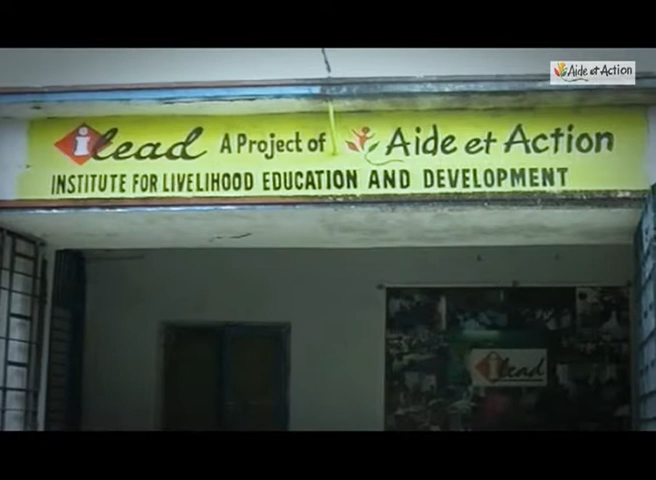 Aide et Action
ilead A Project of Aide et Action
INSTITUTE FOR LIVELIHOOD EDUCATION AND DEVELOPMENT
ilead